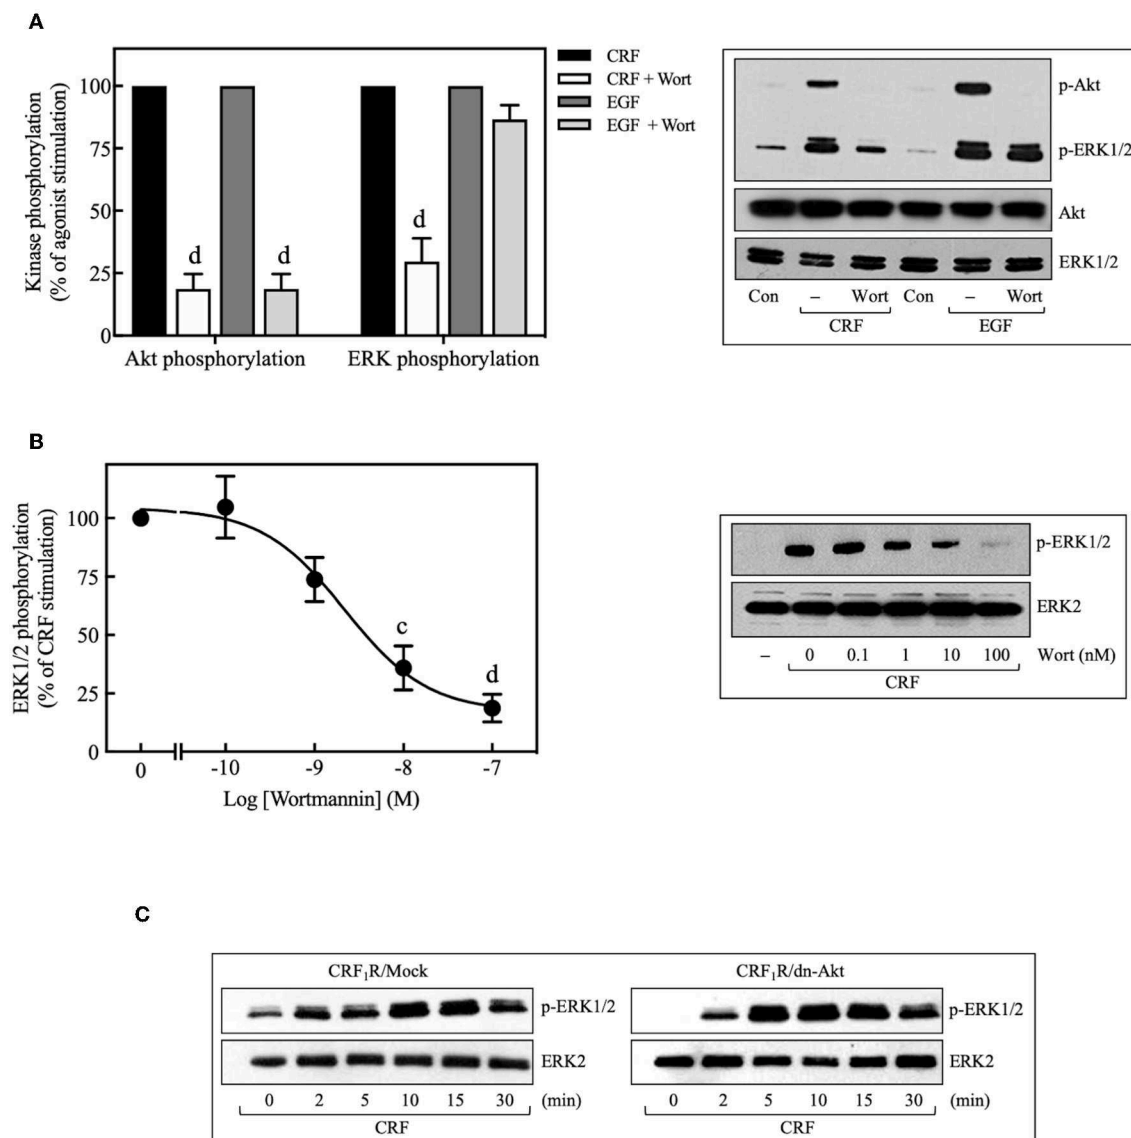 A
Kinase phosphorylation
(% of agonist stimulation)
100
75
50
25
0
d
d
d
Akt phosphorylation
ERK phosphorylation
CRF
CRF + Wort
EGF
EGF + Wort
p-Akt
p-ERK1/2
Akt
ERK1/2
Con – Wort Con – Wort
CRF EGF
B
ERK1/2 phosphorylation
(% of CRF stimulation)
100
75
50
25
0
c
d
0 -10 -9 -8 -7
Log [Wortmannin] (M)
p-ERK1/2
ERK2
– 0 0.1 1 10 100 Wort (nM)
CRF
C
CRF₁R/Mock
p-ERK1/2
ERK2
0 2 5 10 15 30 (min)
CRF
CRF₁R/dn-Akt
p-ERK1/2
ERK2
0 2 5 10 15 30 (min)
CRF